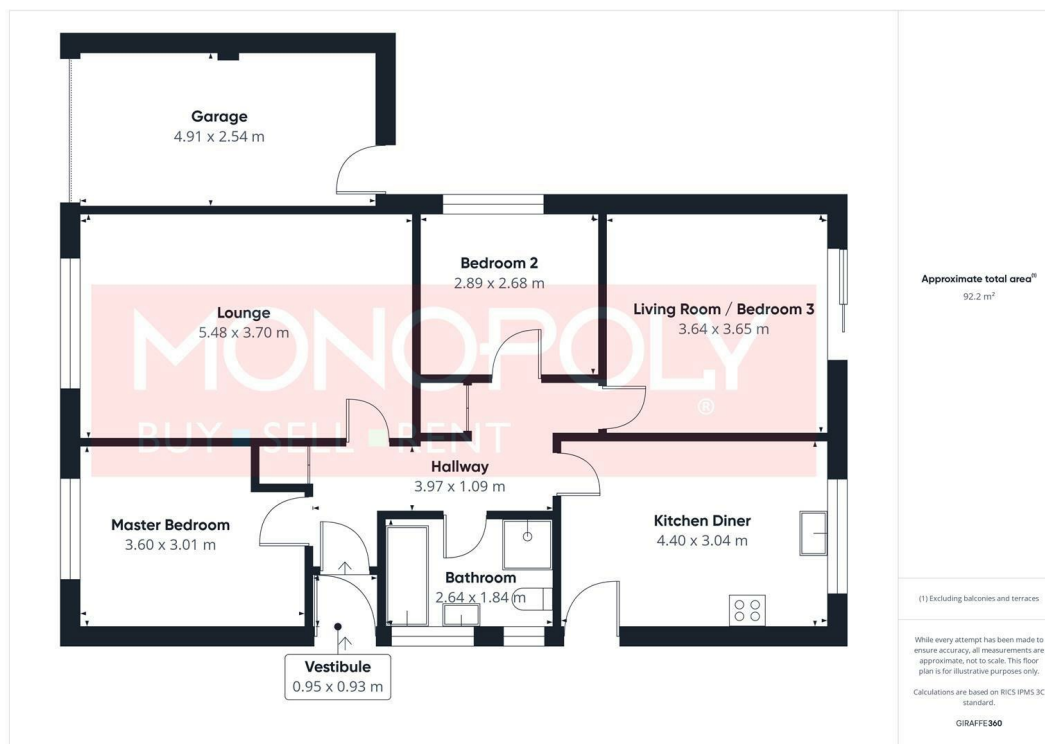 Garage
4.91 x 2.54 m
Bedroom 2
2.89 x 2.68 m
Lounge
5.48 x 3.70 m
Living Room / Bedroom 3
3.64 x 3.65 m
MONOPOLY®
BUY ■ SELL ■ RENT
Hallway
3.97 x 1.09 m
Master Bedroom
3.60 x 3.01 m
Kitchen Diner
4.40 x 3.04 m
Bathroom
2.64 x 1.84 m
Vestibule
0.95 x 0.93 m
Approximate total area(1)
92.2 m²
(1) Excluding balconies and terraces
While every attempt has been made to
ensure accuracy, all measurements are
approximate, not to scale. This floor
plan is for illustrative purposes only.
Calculations are based on RICS IPMS 3C
standard.
GIRAFFE360